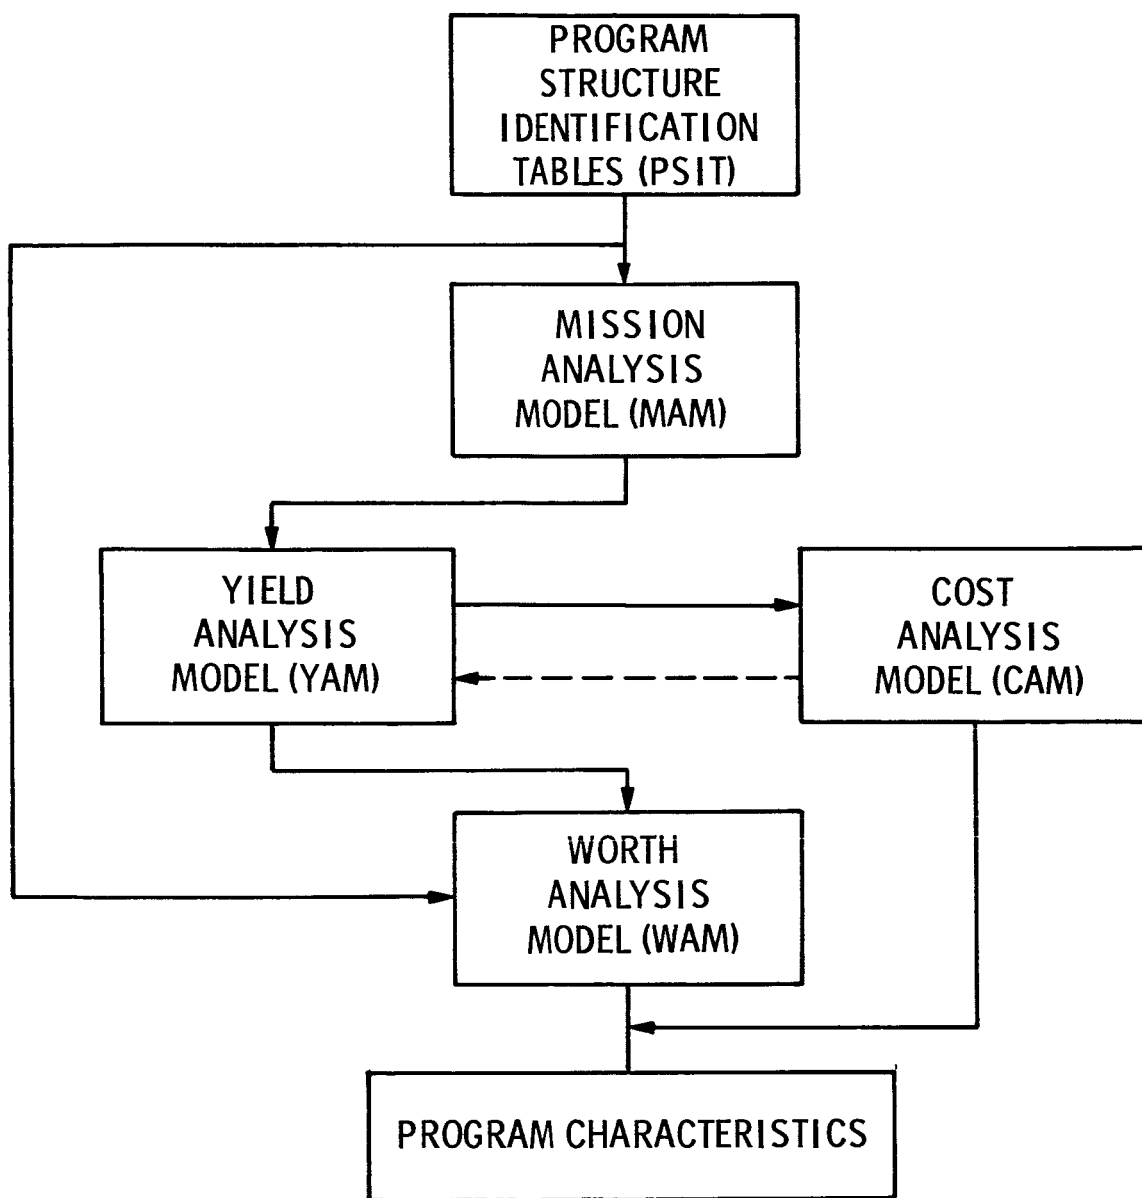 PROGRAM
STRUCTURE
IDENTIFICATION
TABLES (PSIT)
MISSION
ANALYSIS
MODEL (MAM)
YIELD
ANALYSIS
MODEL (YAM)
COST
ANALYSIS
MODEL (CAM)
WORTH
ANALYSIS
MODEL (WAM)
PROGRAM CHARACTERISTICS